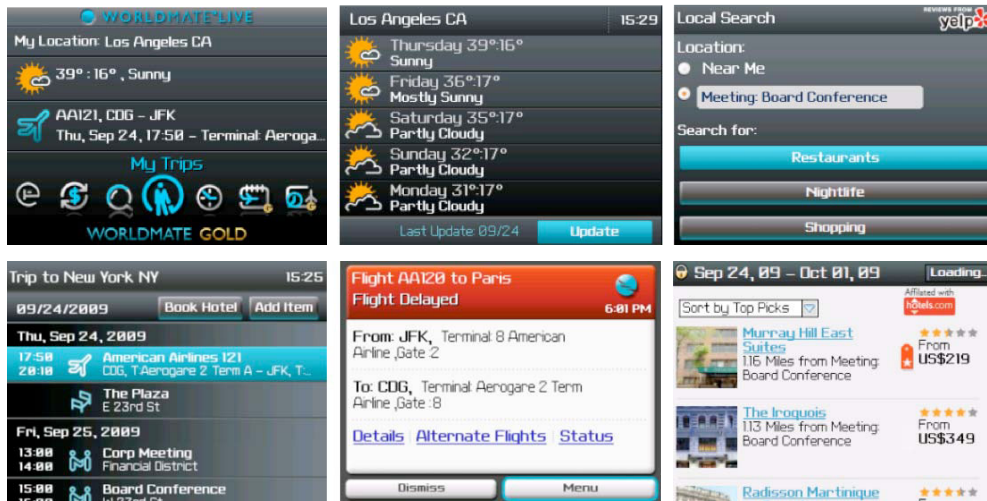 WORLDMATE LIVE
My Location: Los Angeles CA
39° : 16° , Sunny
AA121, CDG - JFK
Thu, Sep 24, 17:50 - Terminal: Aeroga...
My Trips
WORLDMATE GOLD
Los Angeles CA 15:29
Thursday 39°:16°
Sunny
Friday 36°:17°
Mostly Sunny
Saturday 35°:17°
Partly Cloudy
Sunday 32°:17°
Partly Cloudy
Monday 31°:17°
Partly Cloudy
Last Update: 09/24 Update
Local Search
REVIEWS FROM
yelp
Location:
Near Me
Meeting: Board Conference
Search for:
Restaurants
Nightlife
Shopping
Trip to New York NY 15:25
09/24/2009 Book Hotel Add Item
Thu, Sep 24, 2009
17:50 American Airlines 121
20:10 CDG, T Aerogare 2 Term A - JFK, T...
The Plaza
E 23rd St
Fri, Sep 25, 2009
13:00 Corp Meeting
14:00 Financial District
15:00 Board Conference
Flight AA120 to Paris
Flight Delayed
6:01 PM
From: JFK, Terminal 8 American
Airline ,Gate :2
To: CDG, Terminal Aerogare 2 Term
Airline ,Gate :8
Details Alternate Flights Status
Dismiss Menu
Sep 24, 09 - Oct 01, 09 Loading...
Affiliated with
hotels.com
Sort by Top Picks
Murray Hill East
Suites
1.16 Miles from Meeting:
Board Conference
From
US$219
The Iroquois
1.13 Miles from Meeting:
Board Conference
From
US$349
Radisson Martinique